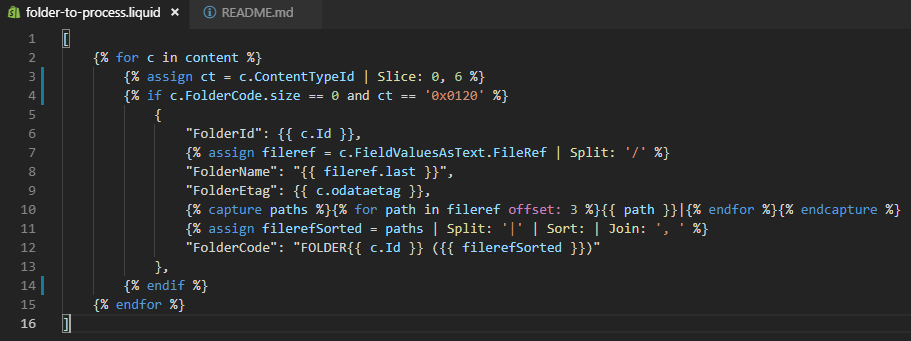 folder-to-process.liquid × README.md
1 [
2 {% for c in content %}
3 {% assign ct = c.ContentTypeId | Slice: 0, 6 %}
4 {% if c.FolderCode.size == 0 and ct == '0x0120' %}
5 {
6 "FolderId": {{ c.Id }},
7 {% assign fileref = c.FieldValuesAsText.FileRef | Split: '/' %}
8 "FolderName": "{{ fileref.last }}",
9 "FolderEtag": {{ c.odataetag }},
10 {% capture paths %}{% for path in fileref offset: 3 %}{{ path }}|{% endfor %}{% endcapture %}
11 {% assign filerefSorted = paths | Split: '|' | Sort: | Join: ', ' %}
12 "FolderCode": "FOLDER{{ c.Id }} ({{ filerefSorted }})"
13 },
14 {% endif %}
15 {% endfor %}
16 ]